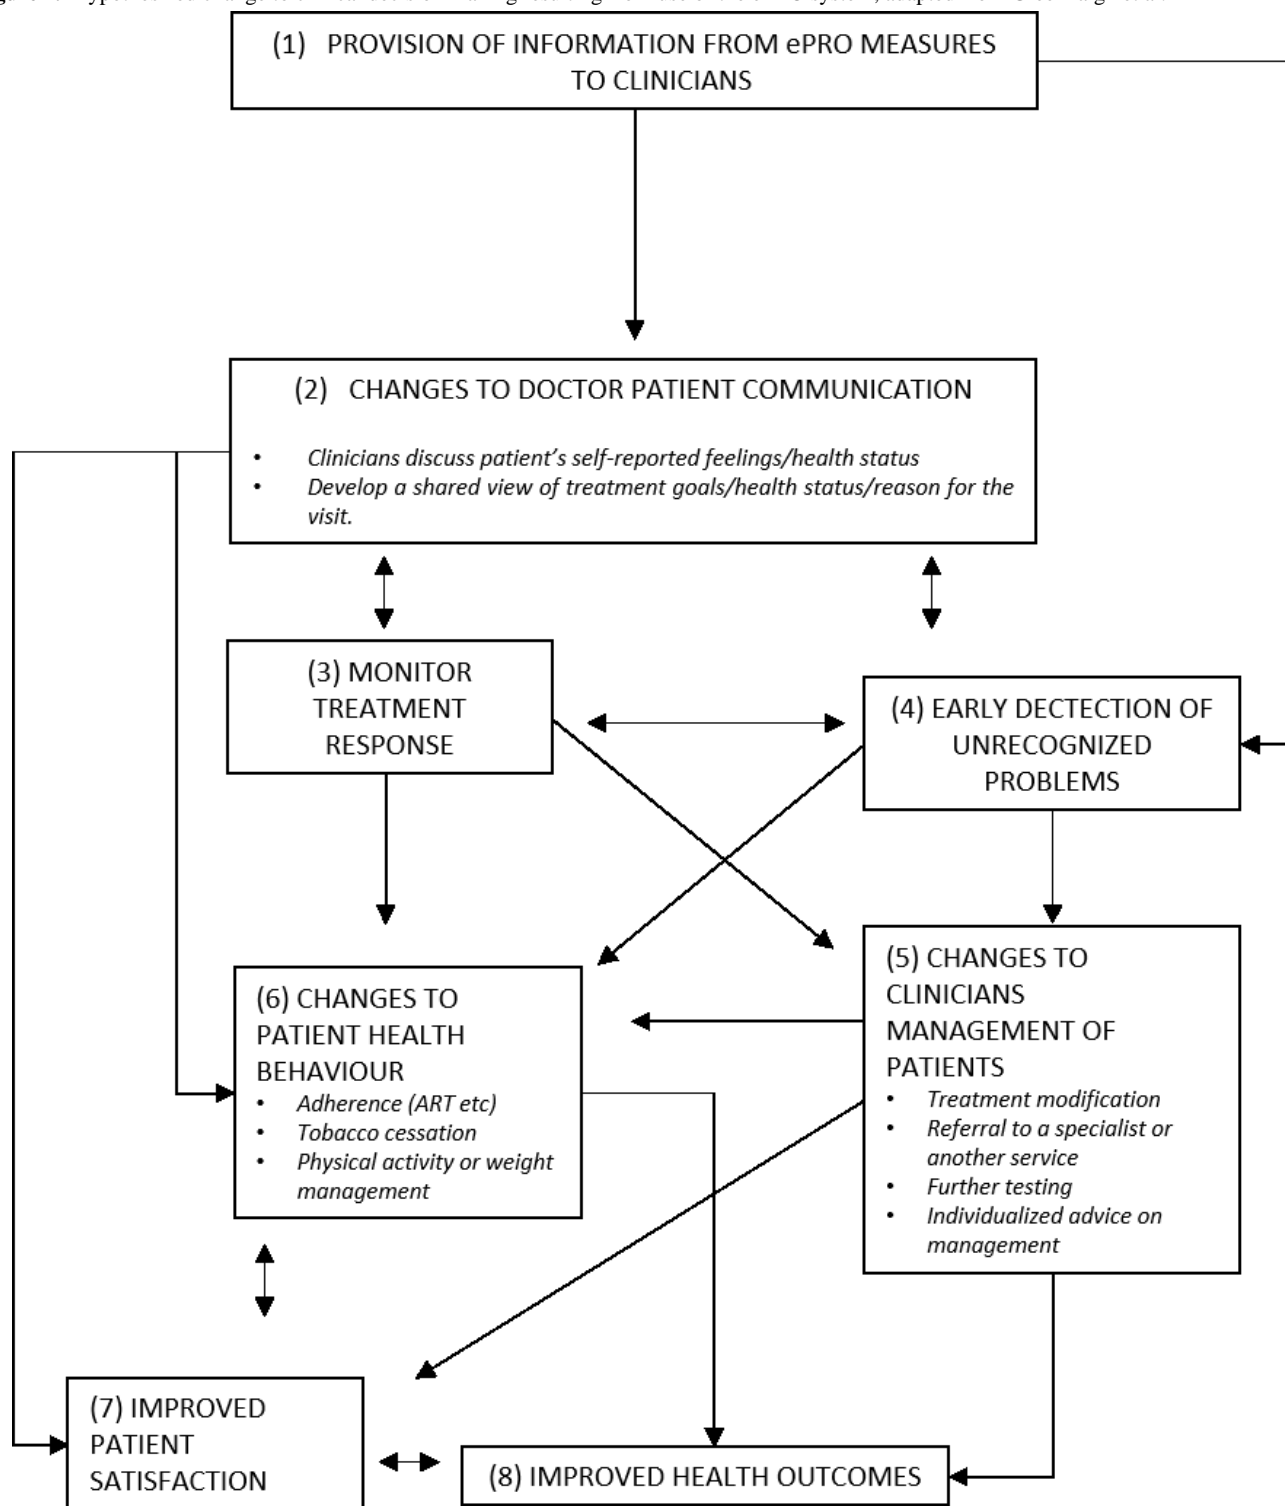 (1) PROVISION OF INFORMATION FROM ePRO MEASURES
TO CLINICIANS
(2) CHANGES TO DOCTOR PATIENT COMMUNICATION
• Clinicians discuss patient’s self-reported feelings/health status
• Develop a shared view of treatment goals/health status/reason for the
visit.
(3) MONITOR
TREATMENT
RESPONSE
(4) EARLY DECTECTION OF
UNRECOGNIZED
PROBLEMS
(5) CHANGES TO
CLINICIANS
MANAGEMENT OF
PATIENTS
• Treatment modification
• Referral to a specialist or
another service
• Further testing
• Individualized advice on
management
(6) CHANGES TO
PATIENT HEALTH
BEHAVIOUR
• Adherence (ART etc)
• Tobacco cessation
• Physical activity or weight
management
(7) IMPROVED
PATIENT
SATISFACTION
(8) IMPROVED HEALTH OUTCOMES